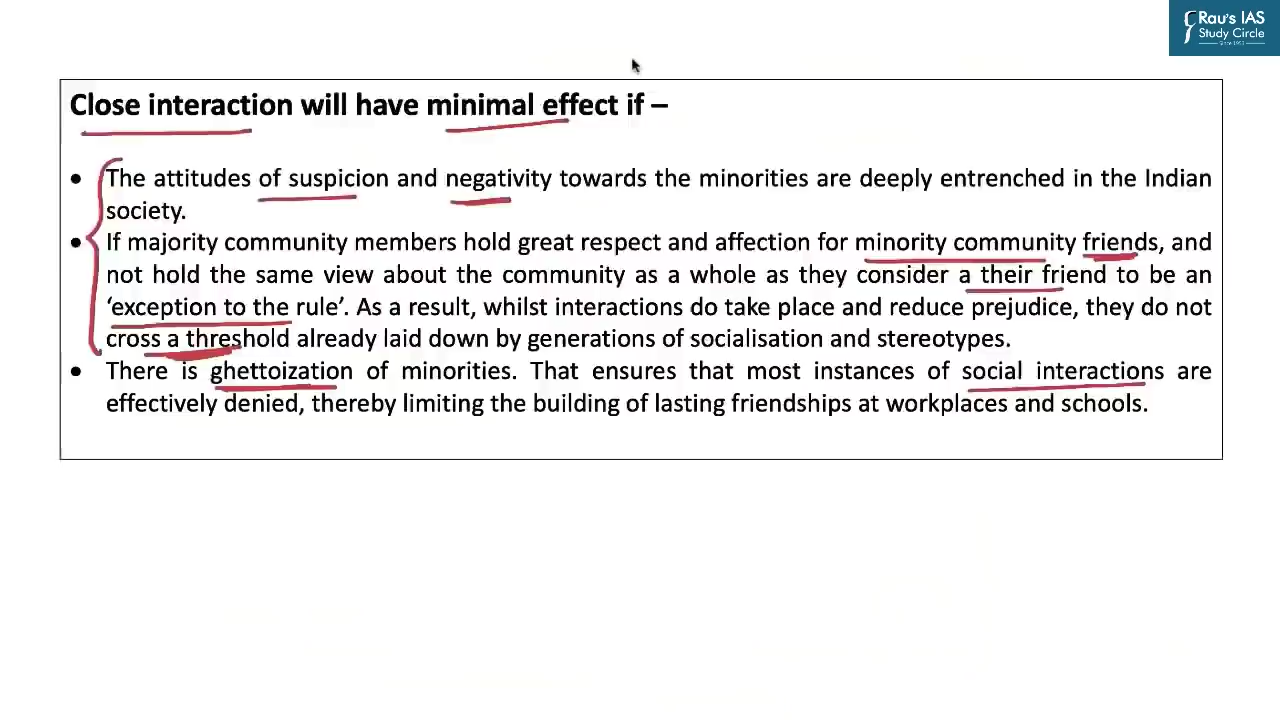 Rau's IAS
Study Circle
Since 1953
Close interaction will have minimal effect if –
• The attitudes of suspicion and negativity towards the minorities are deeply entrenched in the Indian
society.
• If majority community members hold great respect and affection for minority community friends, and
not hold the same view about the community as a whole as they consider a their friend to be an
‘exception to the rule’. As a result, whilst interactions do take place and reduce prejudice, they do not
cross a threshold already laid down by generations of socialisation and stereotypes.
• There is ghettoization of minorities. That ensures that most instances of social interactions are
effectively denied, thereby limiting the building of lasting friendships at workplaces and schools.